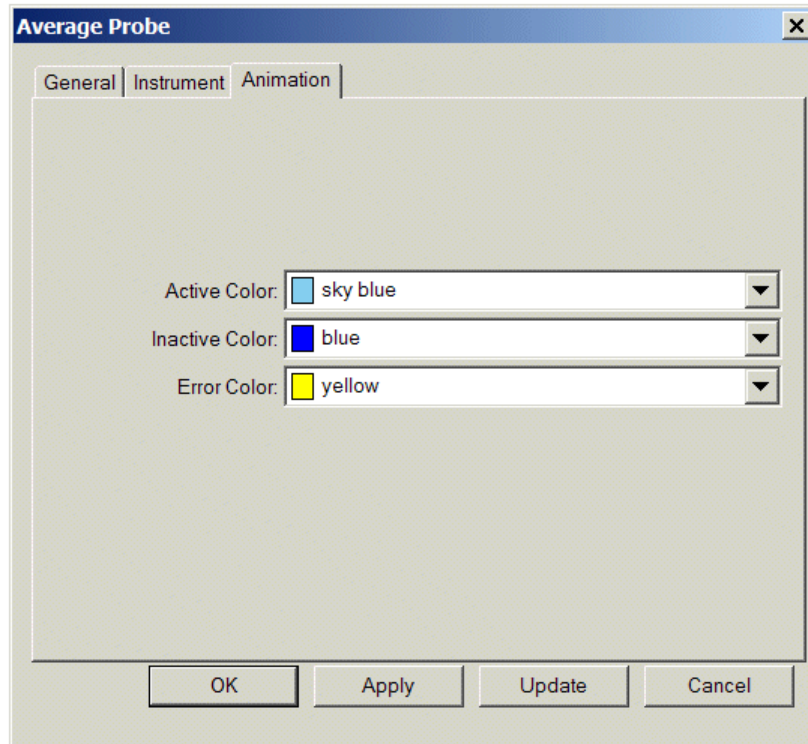 Average Probe
General Instrument Animation
Active Color: sky blue
Inactive Color: blue
Error Color: yellow
OK Apply Update Cancel